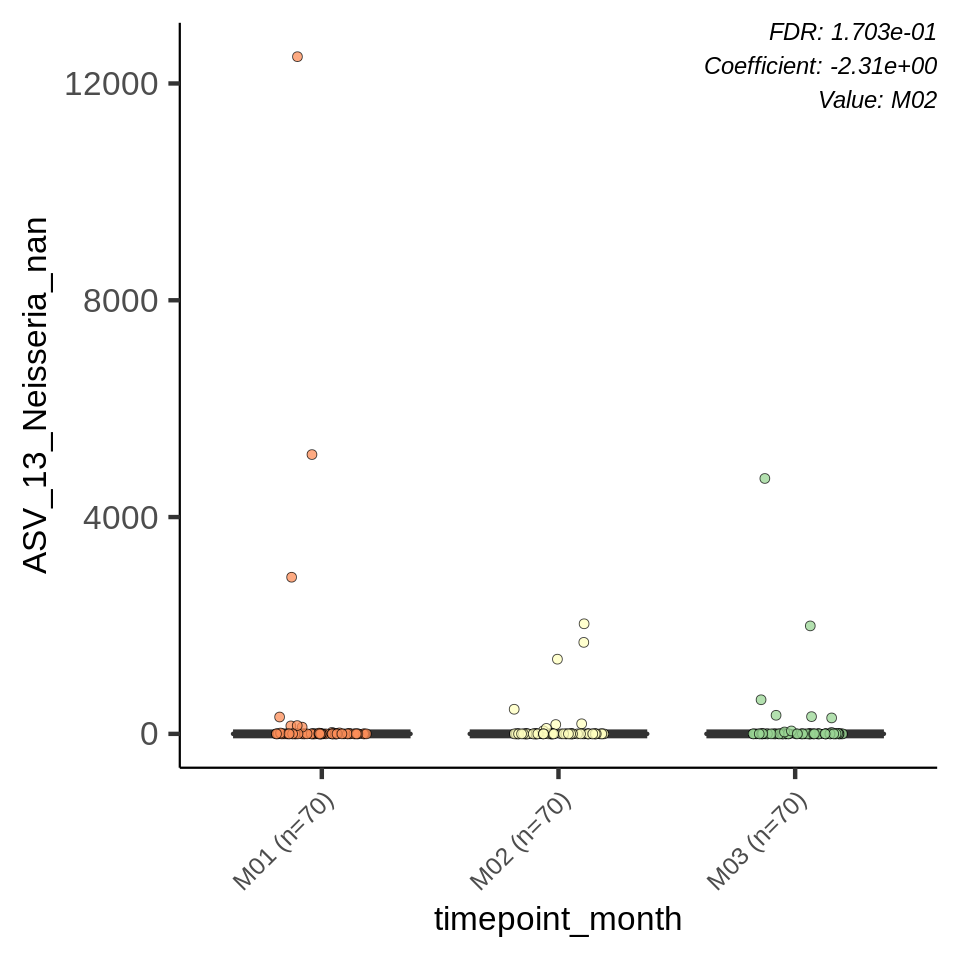 FDR: 1.703e-01
Coefficient: -2.31e+00
Value: M02
12000
8000
4000
0
ASV_13_Neisseria_nan
M01 (n=70)
M02 (n=70)
M03 (n=70)
timepoint_month